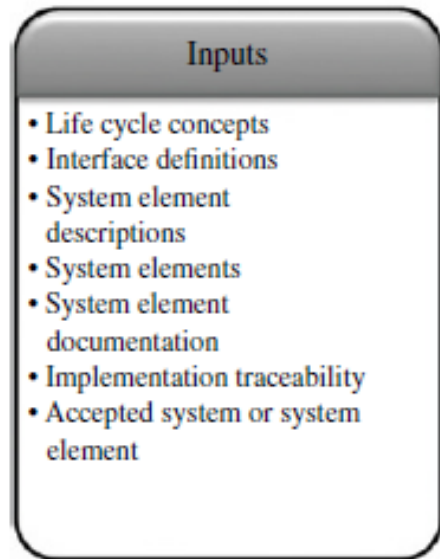 Inputs
• Life cycle concepts
• Interface definitions
• System element
descriptions
• System elements
• System element
documentation
• Implementation traceability
• Accepted system or system
element